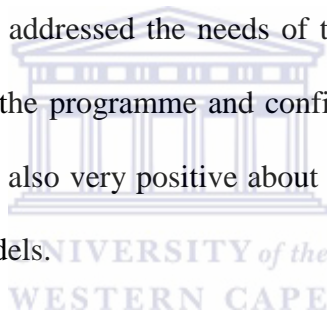 addressed the needs of t
the programme and confi
also very positive about
dels.
UNIVERSITY of the
WESTERN CAPE